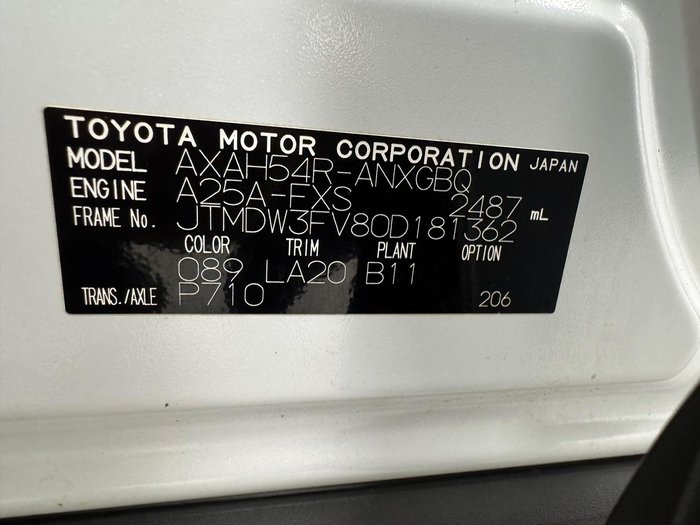 TOYOTA MOTOR CORPORATION JAPAN
MODEL AXAH54R-ANXGBQ
ENGINE A25A-FXS 2487 mL
FRAME No. JTMDW3FV80D181362
COLOR TRIM PLANT OPTION
089 LA20 B11
TRANS./AXLE P710 206